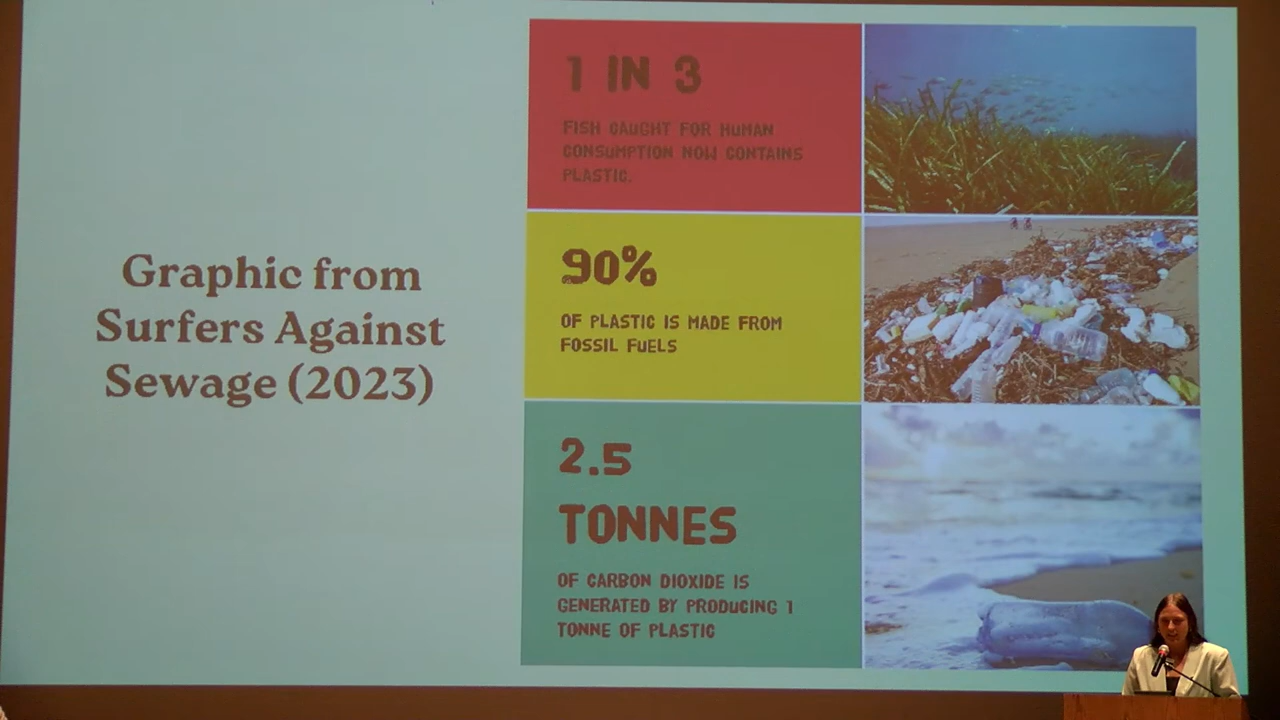 Graphic from
Surfers Against
Sewage (2023)
1 IN 3
FISH CAUGHT FOR HUMAN
CONSUMPTION NOW CONTAINS
PLASTIC.
90%
OF PLASTIC IS MADE FROM
FOSSIL FUELS
2.5
TONNES
OF CARBON DIOXIDE IS
GENERATED BY PRODUCING 1
TONNE OF PLASTIC